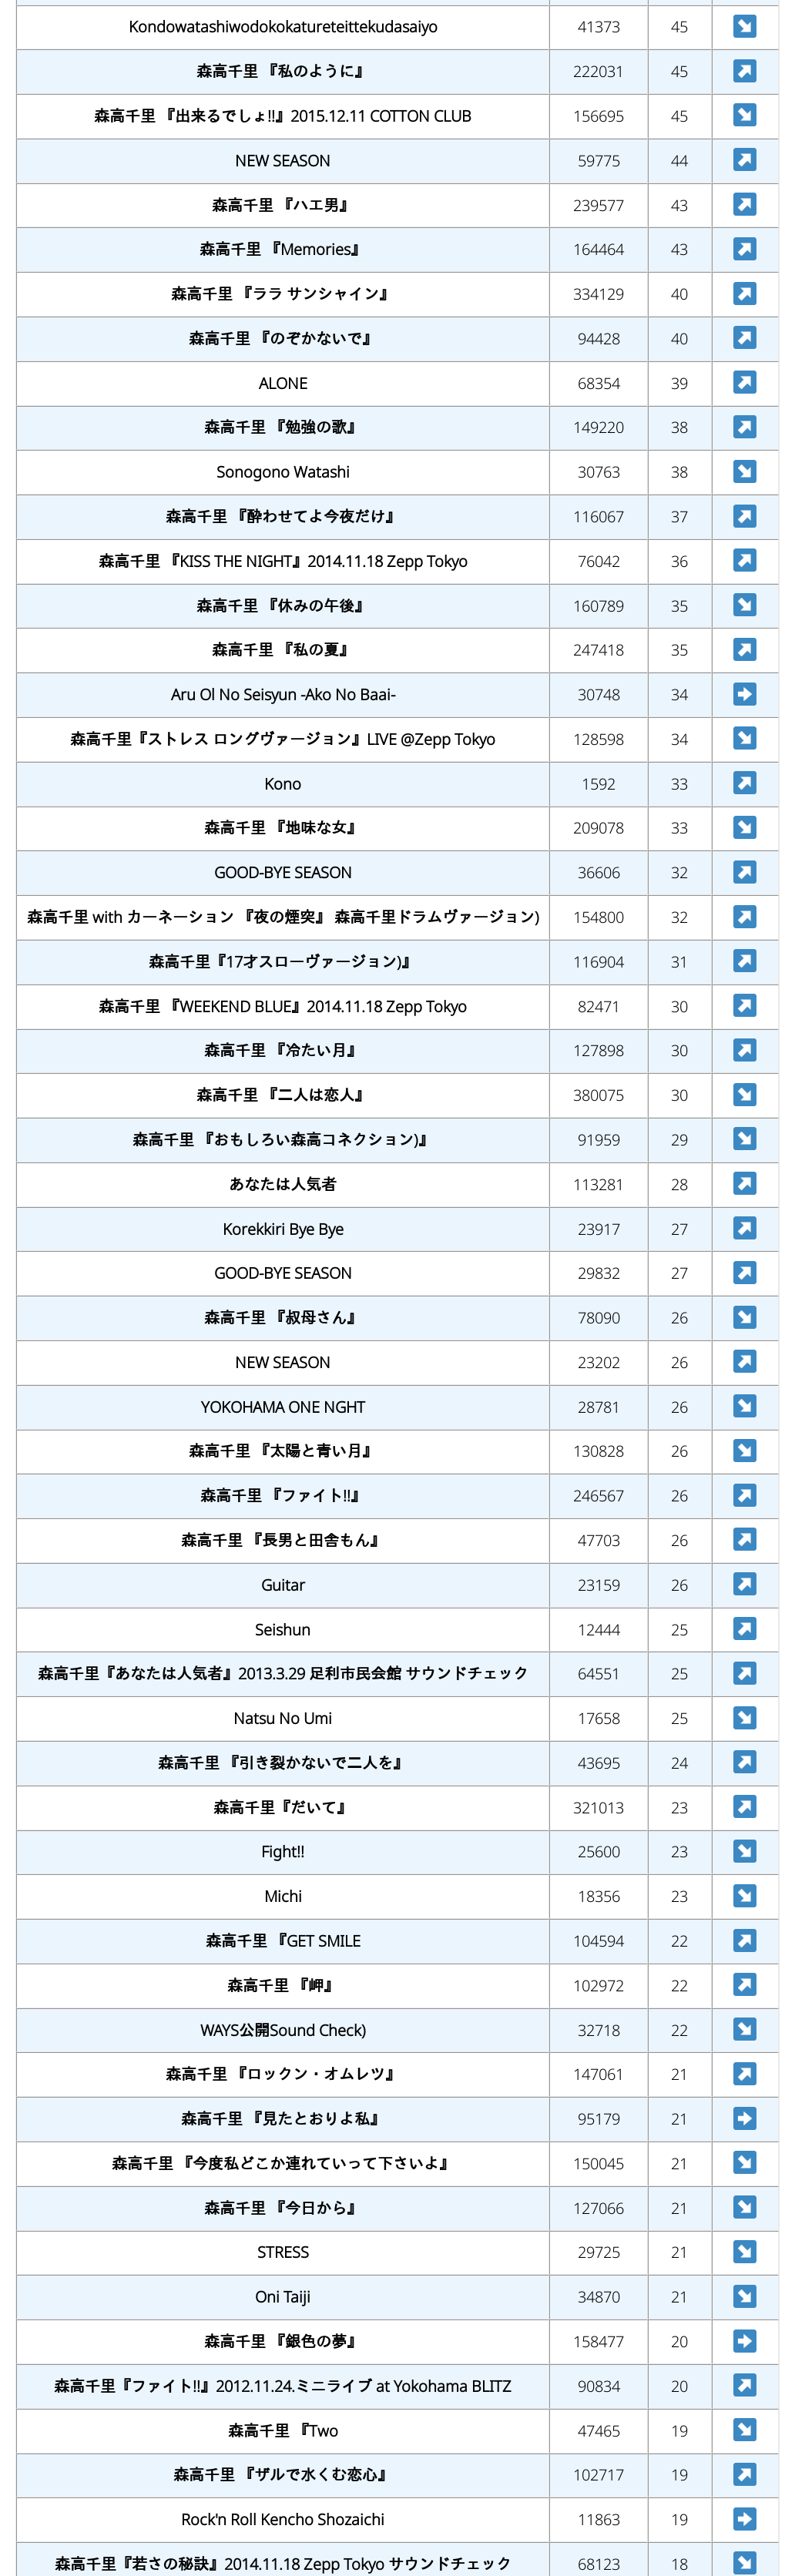 Kondowatashiwodokokatureteittekudasaiyo 41373 45
森高千里 『私のように』 222031 45
森高千里 『出来るでしょ!!』2015.12.11 COTTON CLUB 156695 45
NEW SEASON 59775 44
森高千里 『ハエ男』 239577 43
森高千里 『Memories』 164464 43
森高千里 『ララ サンシャイン』 334129 40
森高千里 『のぞかないで』 94428 40
ALONE 68354 39
森高千里 『勉強の歌』 149220 38
Sonogono Watashi 30763 38
森高千里 『酔わせてよ今夜だけ』 116067 37
森高千里 『KISS THE NIGHT』2014.11.18 Zepp Tokyo 76042 36
森高千里 『休みの午後』 160789 35
森高千里 『私の夏』 247418 35
Aru Ol No Seisyun -Ako No Baai- 30748 34
森高千里『ストレス ロングヴァージョン』LIVE @Zepp Tokyo 128598 34
Kono 1592 33
森高千里 『地味な女』 209078 33
GOOD-BYE SEASON 36606 32
森高千里 with カーネーション 『夜の煙突』 森高千里ドラムヴァージョン) 154800 32
森高千里『17才スローヴァージョン)』 116904 31
森高千里 『WEEKEND BLUE』2014.11.18 Zepp Tokyo 82471 30
森高千里 『冷たい月』 127898 30
森高千里 『二人は恋人』 380075 30
森高千里 『おもしろい森高コネクション)』 91959 29
あなたは人気者 113281 28
Korekkiri Bye Bye 23917 27
GOOD-BYE SEASON 29832 27
森高千里 『叔母さん』 78090 26
NEW SEASON 23202 26
YOKOHAMA ONE NGHT 28781 26
森高千里 『太陽と青い月』 130828 26
森高千里 『ファイト!!』 246567 26
森高千里 『長男と田舎もん』 47703 26
Guitar 23159 26
Seishun 12444 25
森高千里『あなたは人気者』2013.3.29 足利市民会館 サウンドチェック 64551 25
Natsu No Umi 17658 25
森高千里 『引き裂かないで二人を』 43695 24
森高千里『だいて』 321013 23
Fight!! 25600 23
Michi 18356 23
森高千里 『GET SMILE 104594 22
森高千里 『岬』 102972 22
WAYS公開Sound Check) 32718 22
森高千里 『ロックン・オムレツ』 147061 21
森高千里 『見たとおりよ私』 95179 21
森高千里 『今度私どこか連れていって下さいよ』 150045 21
森高千里 『今日から』 127066 21
STRESS 29725 21
Oni Taiji 34870 21
森高千里 『銀色の夢』 158477 20
森高千里『ファイト!!』2012.11.24.ミニライブ at Yokohama BLITZ 90834 20
森高千里 『Two 47465 19
森高千里 『ザルで水くむ恋心』 102717 19
Rock'n Roll Kencho Shozaichi 11863 19
森高千里『若さの秘訣』2014.11.18 Zepp Tokyo サウンドチェック 68123 18